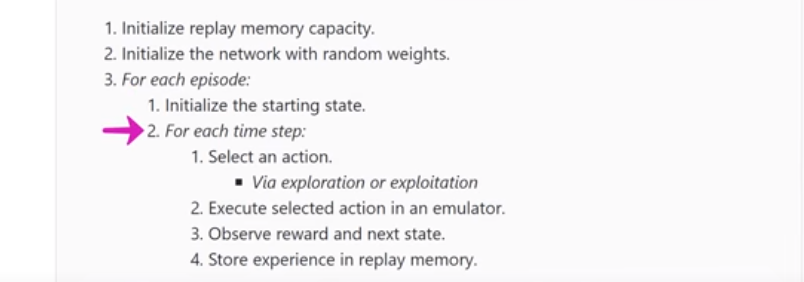 1. Initialize replay memory capacity.
2. Initialize the network with random weights.
3. For each episode:
1. Initialize the starting state.
2. For each time step:
1. Select an action.
▪ Via exploration or exploitation
2. Execute selected action in an emulator.
3. Observe reward and next state.
4. Store experience in replay memory.